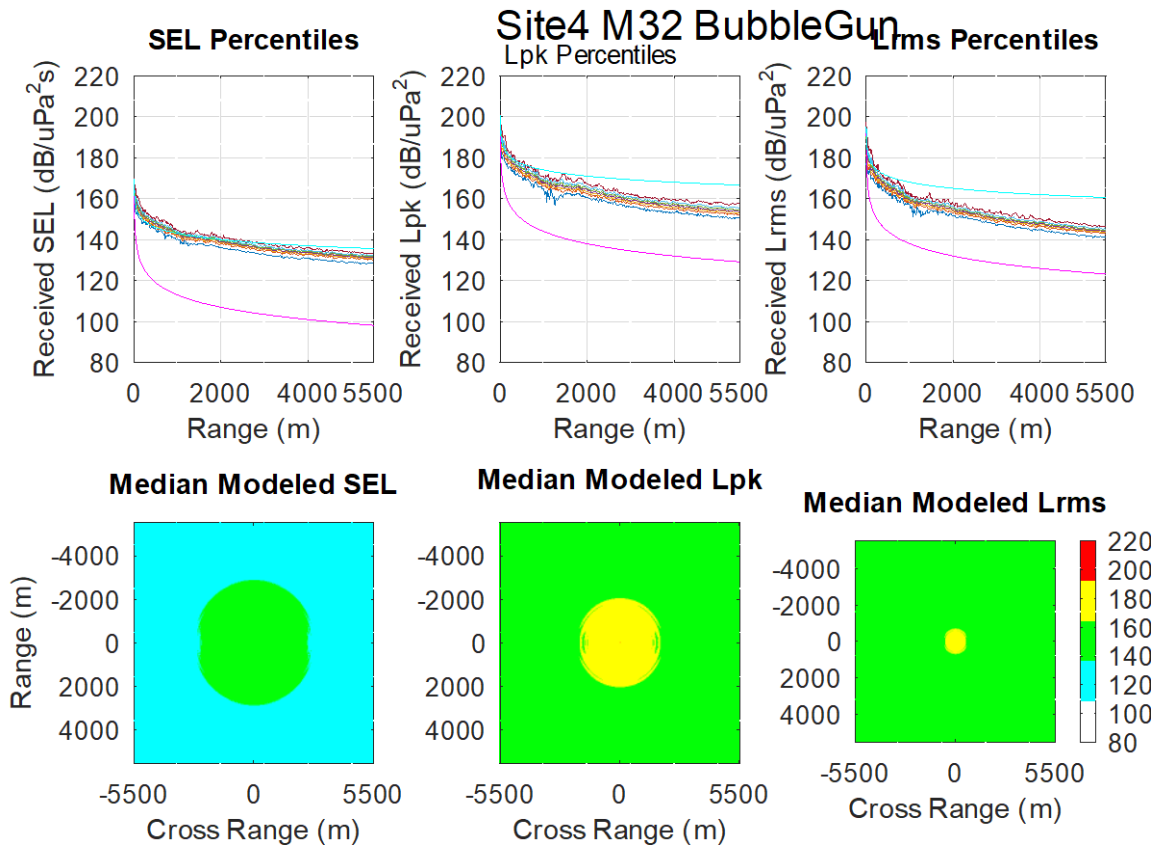 Site4 M32 BubbleGun
SEL Percentiles
Lpk Percentiles
Lrms Percentiles
Received SEL (dB/uPa²s)
220
200
180
160
140
120
100
80
0 2000 4000 5500
Range (m)
Received Lpk (dB/uPa²)
220
200
180
160
140
120
100
80
0 2000 4000 5500
Range (m)
Received Lrms (dB/uPa²)
220
200
180
160
140
120
100
80
0 2000 4000 5500
Range (m)
Median Modeled SEL
Range (m)
-4000
-2000
0
2000
4000
-5500 0 5500
Cross Range (m)
Median Modeled Lpk
-4000
-2000
0
2000
4000
-5500 0 5500
Cross Range (m)
Median Modeled Lrms
-4000
-2000
0
2000
4000
-5500 0 5500
Cross Range (m)
220
200
180
160
140
120
100
80